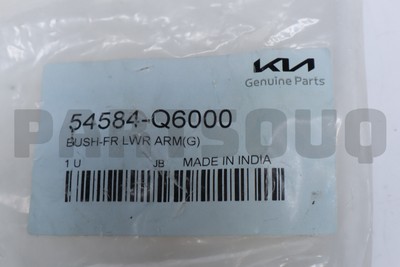 KIA
Genuine Parts
54584-Q6000
PARTSOUQ
BUSH-FR LWR ARM(G)
1 U JB MADE IN INDIA